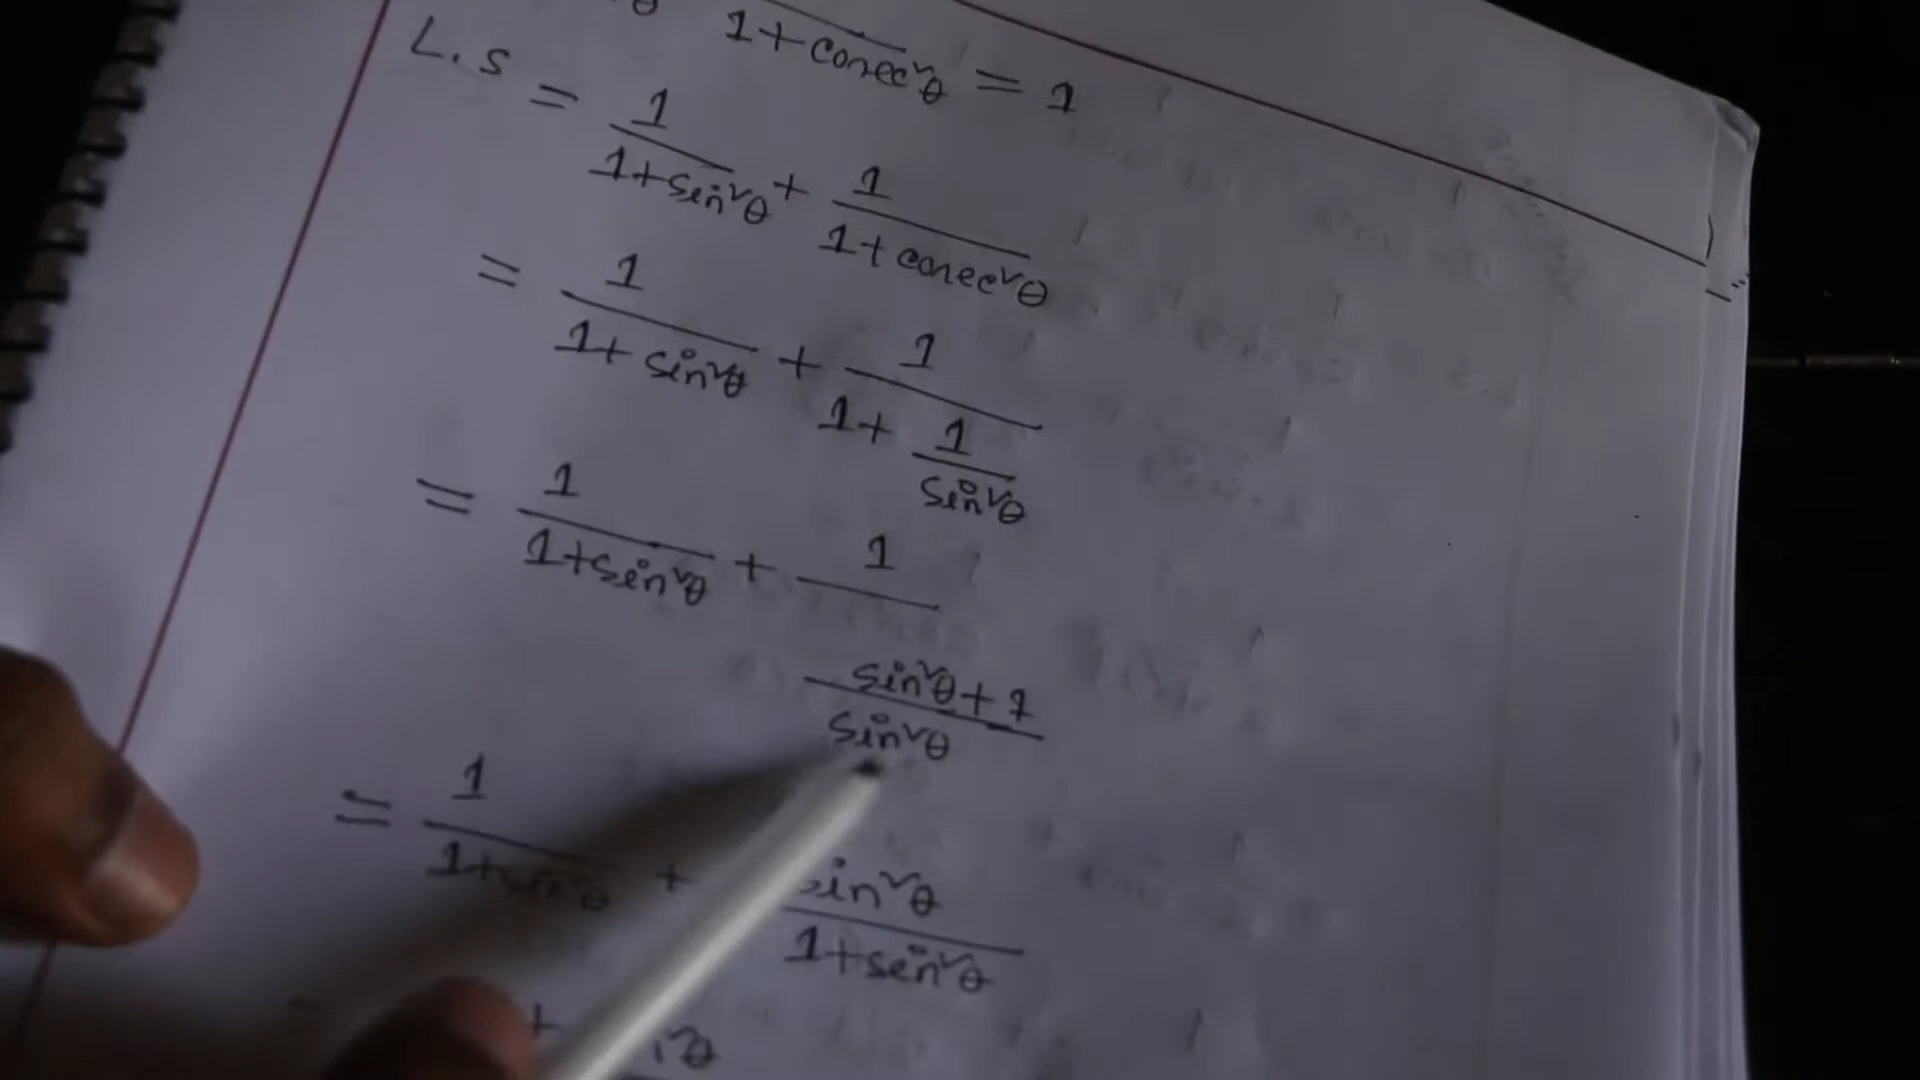 θ 1+cosec²θ = 1
L.S = 1/(1+sin²θ) + 1/(1+cosec²θ)
= 1/(1+sin²θ) + 1/(1+1/sin²θ)
= 1/(1+sin²θ) + 1/((sin²θ+1)/sin²θ)
= 1/(1+sin²θ) + sin²θ/(1+sin²θ)
+ θ